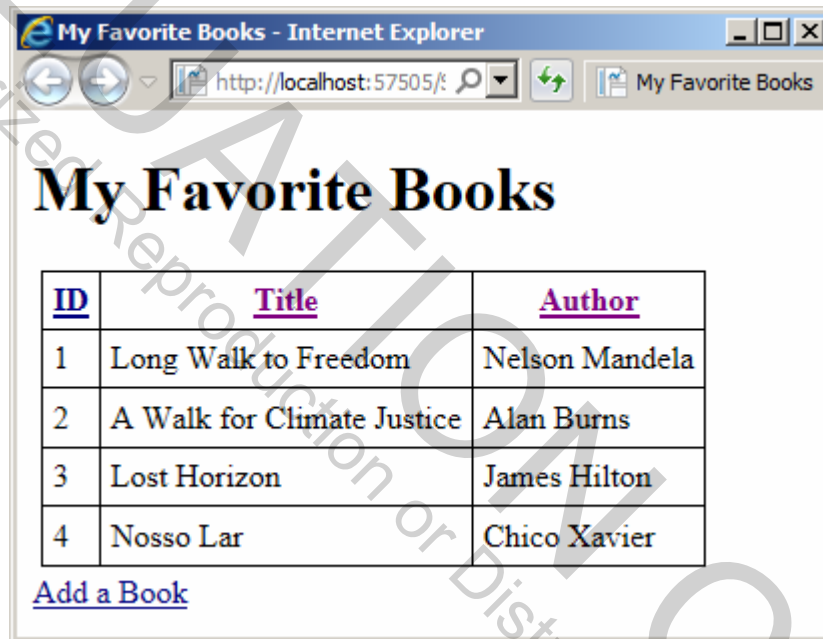 My Favorite Books - Internet Explorer
http://localhost:57505/
My Favorite Books
My Favorite Books
ID Title Author
1 Long Walk to Freedom Nelson Mandela
2 A Walk for Climate Justice Alan Burns
3 Lost Horizon James Hilton
4 Nosso Lar Chico Xavier
Add a Book
Reproduction or